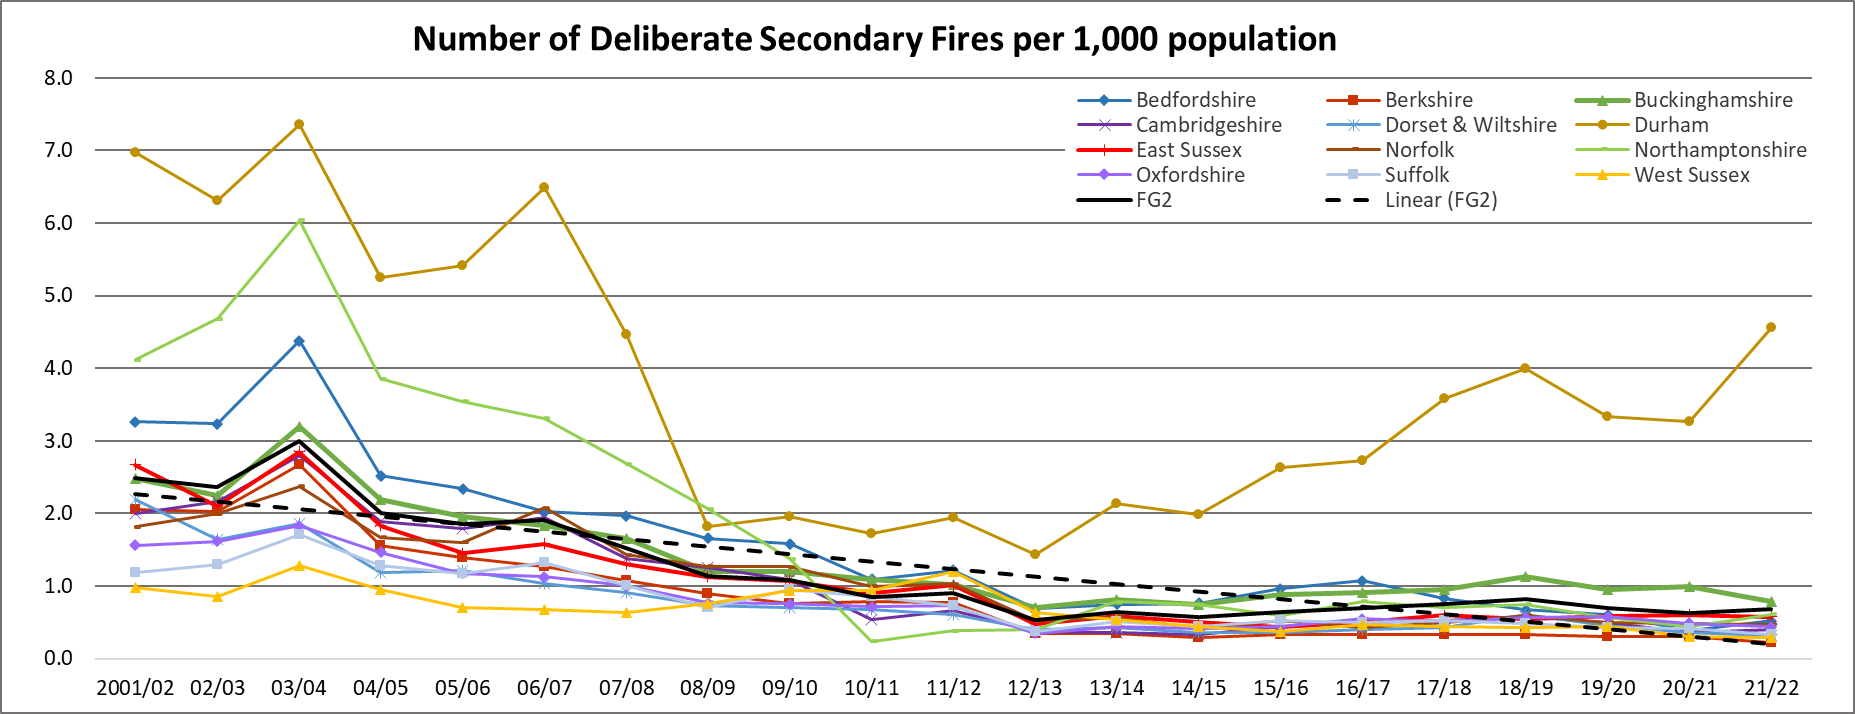 Number of Deliberate Secondary Fires per 1,000 population
8.0
7.0
6.0
5.0
4.0
3.0
2.0
1.0
0.0
Bedfordshire Berkshire Buckinghamshire
Cambridgeshire Dorset & Wiltshire Durham
East Sussex Norfolk Northamptonshire
Oxfordshire Suffolk West Sussex
FG2 Linear (FG2)
2001/02 02/03 03/04 04/05 05/06 06/07 07/08 08/09 09/10 10/11 11/12 12/13 13/14 14/15 15/16 16/17 17/18 18/19 19/20 20/21 21/22